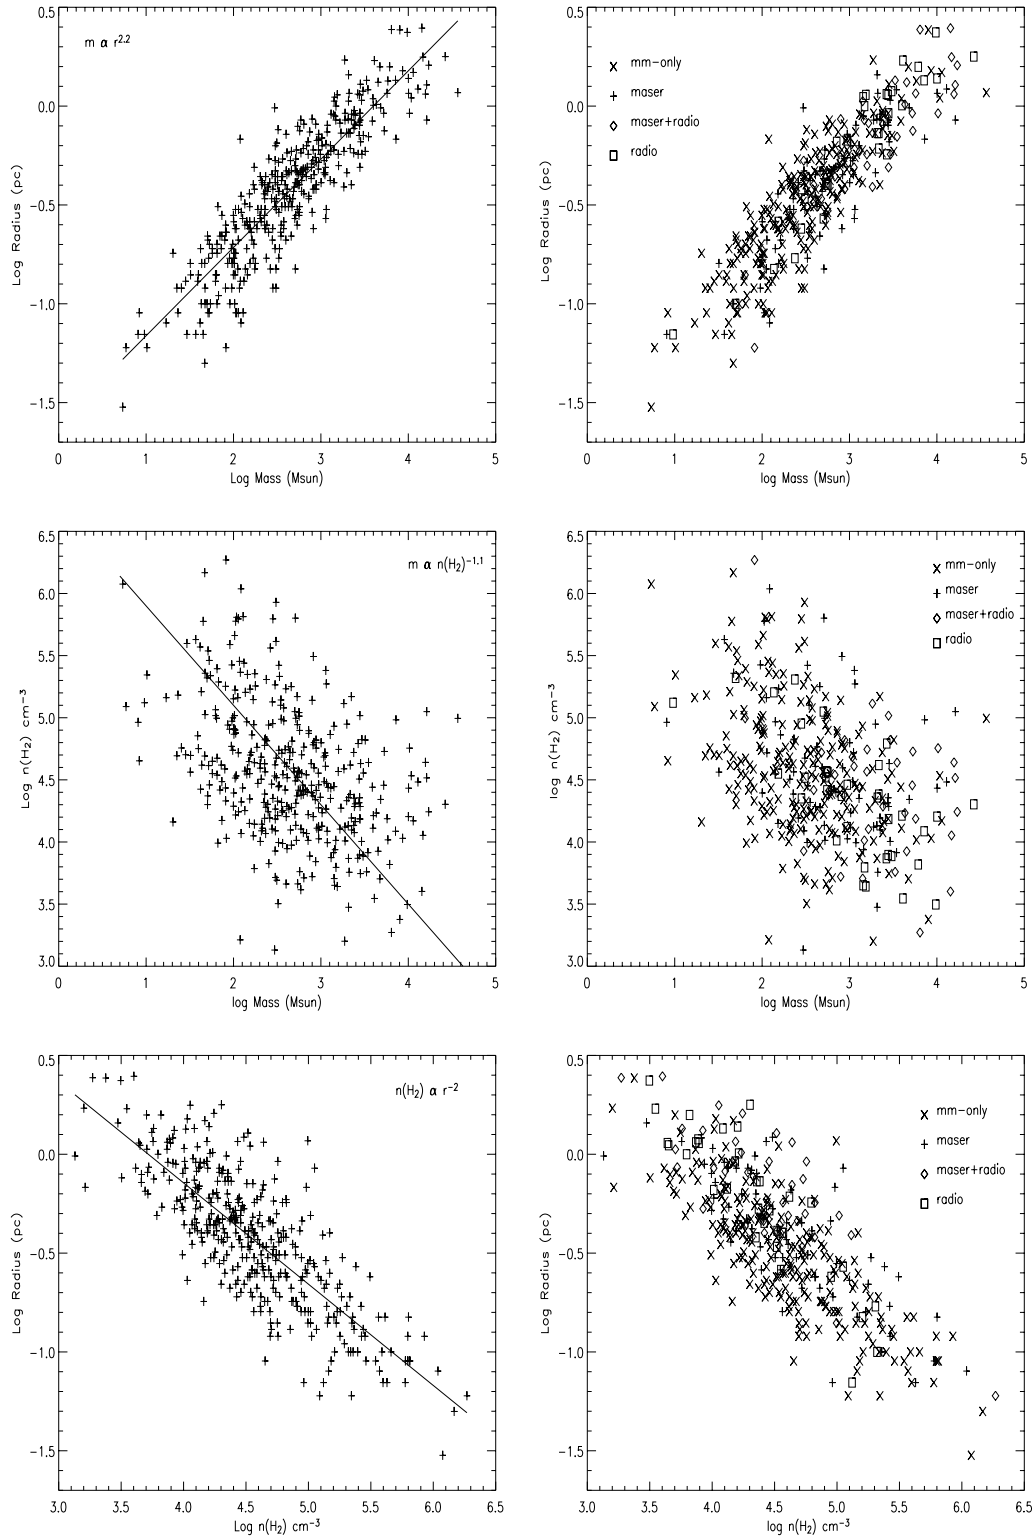 m α r^2.2
0.5
0.0
−0.5
−1.0
−1.5
Log Radius (pc)
0 1 2 3 4 5
Log Mass (Msun)
mm−only
maser
maser+radio
radio
0.5
0.0
−0.5
−1.0
−1.5
Log Radius (pc)
0 1 2 3 4 5
log Mass (Msun)
m α n(H₂)^−1.1
6.5
6.0
5.5
5.0
4.5
4.0
3.5
3.0
Log n(H₂) cm⁻³
0 1 2 3 4 5
log Mass (Msun)
mm−only
maser
maser+radio
radio
6.5
6.0
5.5
5.0
4.5
4.0
3.5
3.0
log n(H₂) cm⁻³
0 1 2 3 4 5
log Mass (Msun)
n(H₂) α r⁻²
0.5
0.0
−0.5
−1.0
−1.5
Log Radius (pc)
3.0 3.5 4.0 4.5 5.0 5.5 6.0 6.5
Log n(H₂) cm⁻³
mm−only
maser
maser+radio
radio
0.5
0.0
−0.5
−1.0
−1.5
Log Radius (pc)
3.5 3.5 4.0 4.5 5.0 5.5 6.0 6.5
log n(H₂) cm⁻³